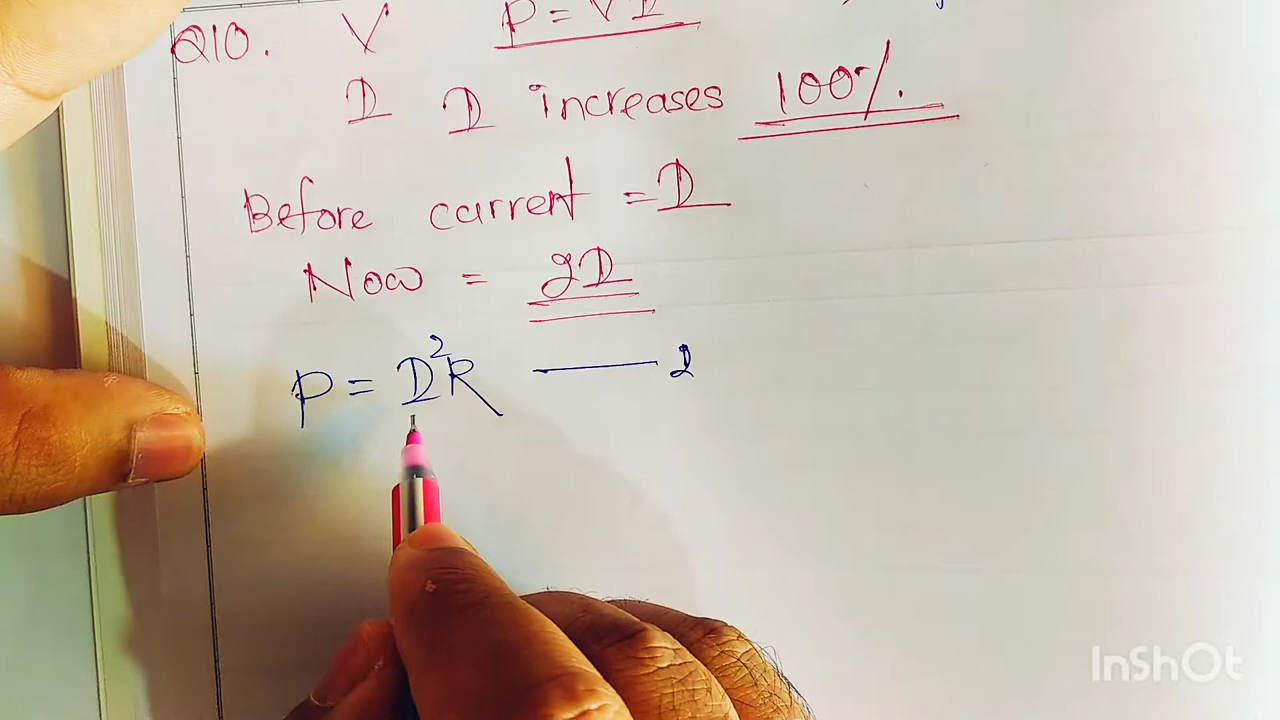 Q10. V P = VI
I I increases 100%.
Before current = I
Now = 2I
P = I²R —— 2
InShOt